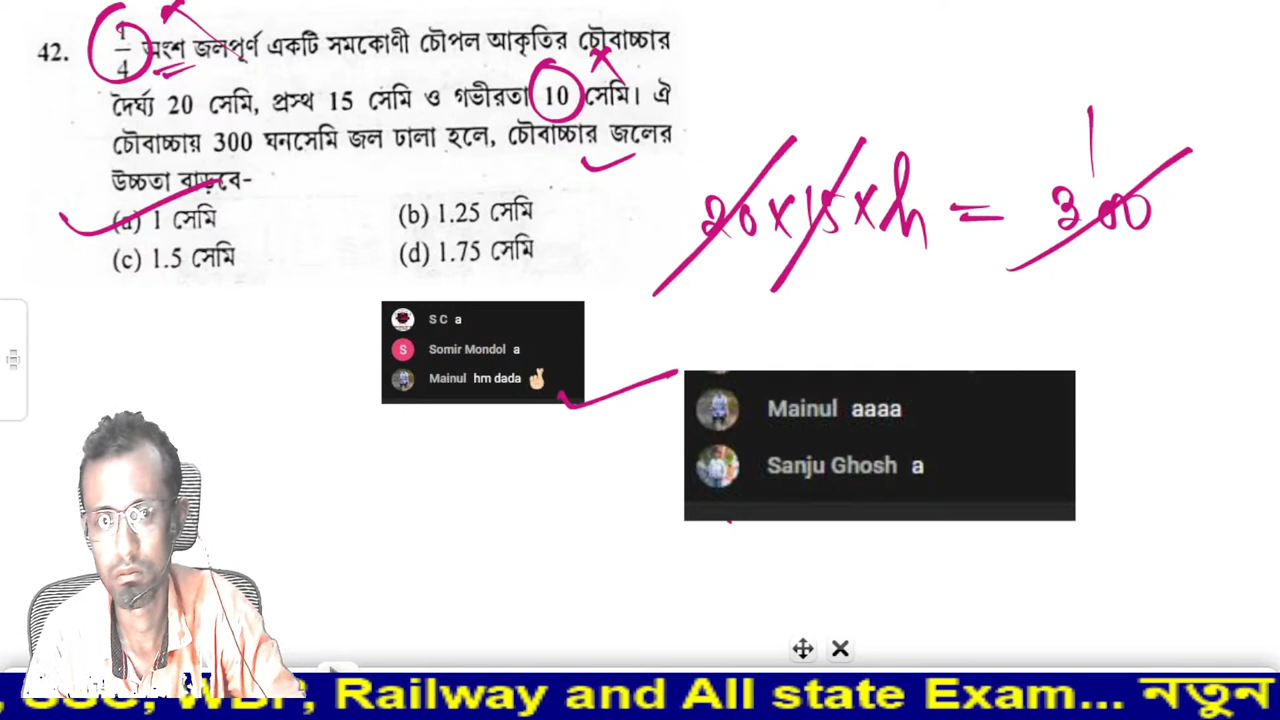 42. 1/4 অংশ জলপূর্ণ একটি সমকোণী চৌপল আকৃতির চৌবাচ্চার
দৈর্ঘ্য 20 সেমি, প্রস্থ 15 সেমি ও গভীরতা 10 সেমি। ঐ
চৌবাচ্চায় 300 ঘনসেমি জল ঢালা হলে, চৌবাচ্চার জলের
উচ্চতা বাড়বে-
(a) 1 সেমি (b) 1.25 সেমি
(c) 1.5 সেমি (d) 1.75 সেমি
20 × 15 × h = 300
1
S C a
Somir Mondol a
Mainul hm dada 🤞
S
Mainul aaaa
Sanju Ghosh a
Railway and All state Exam... নতুন